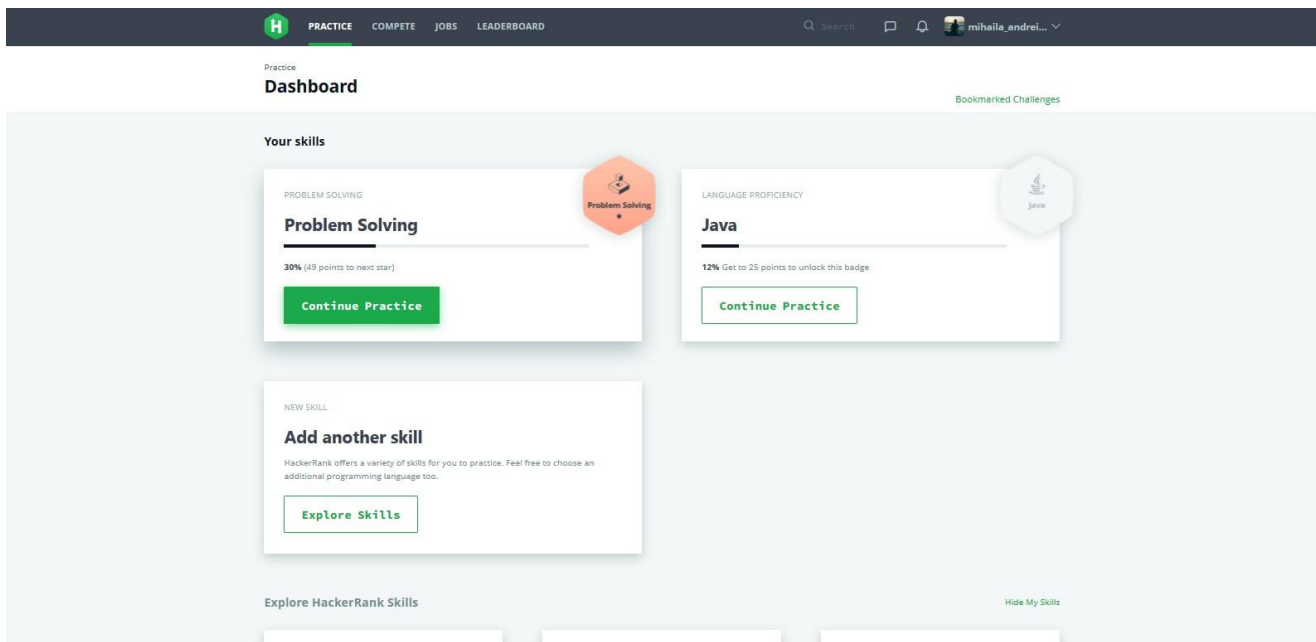 H PRACTICE COMPETE JOBS LEADERBOARD Search mihaila_andrei...
Practice
Dashboard
Bookmarked Challenges
Your skills
PROBLEM SOLVING
Problem Solving
Problem Solving
30% (49 points to next star)
Continue Practice
LANGUAGE PROFICIENCY
Java
Java
12% Get to 25 points to unlock this badge
Continue Practice
NEW SKILL
Add another skill
HackerRank offers a variety of skills for you to practice. Feel free to choose an
additional programming language too.
Explore Skills
Explore HackerRank Skills
Hide My Skills